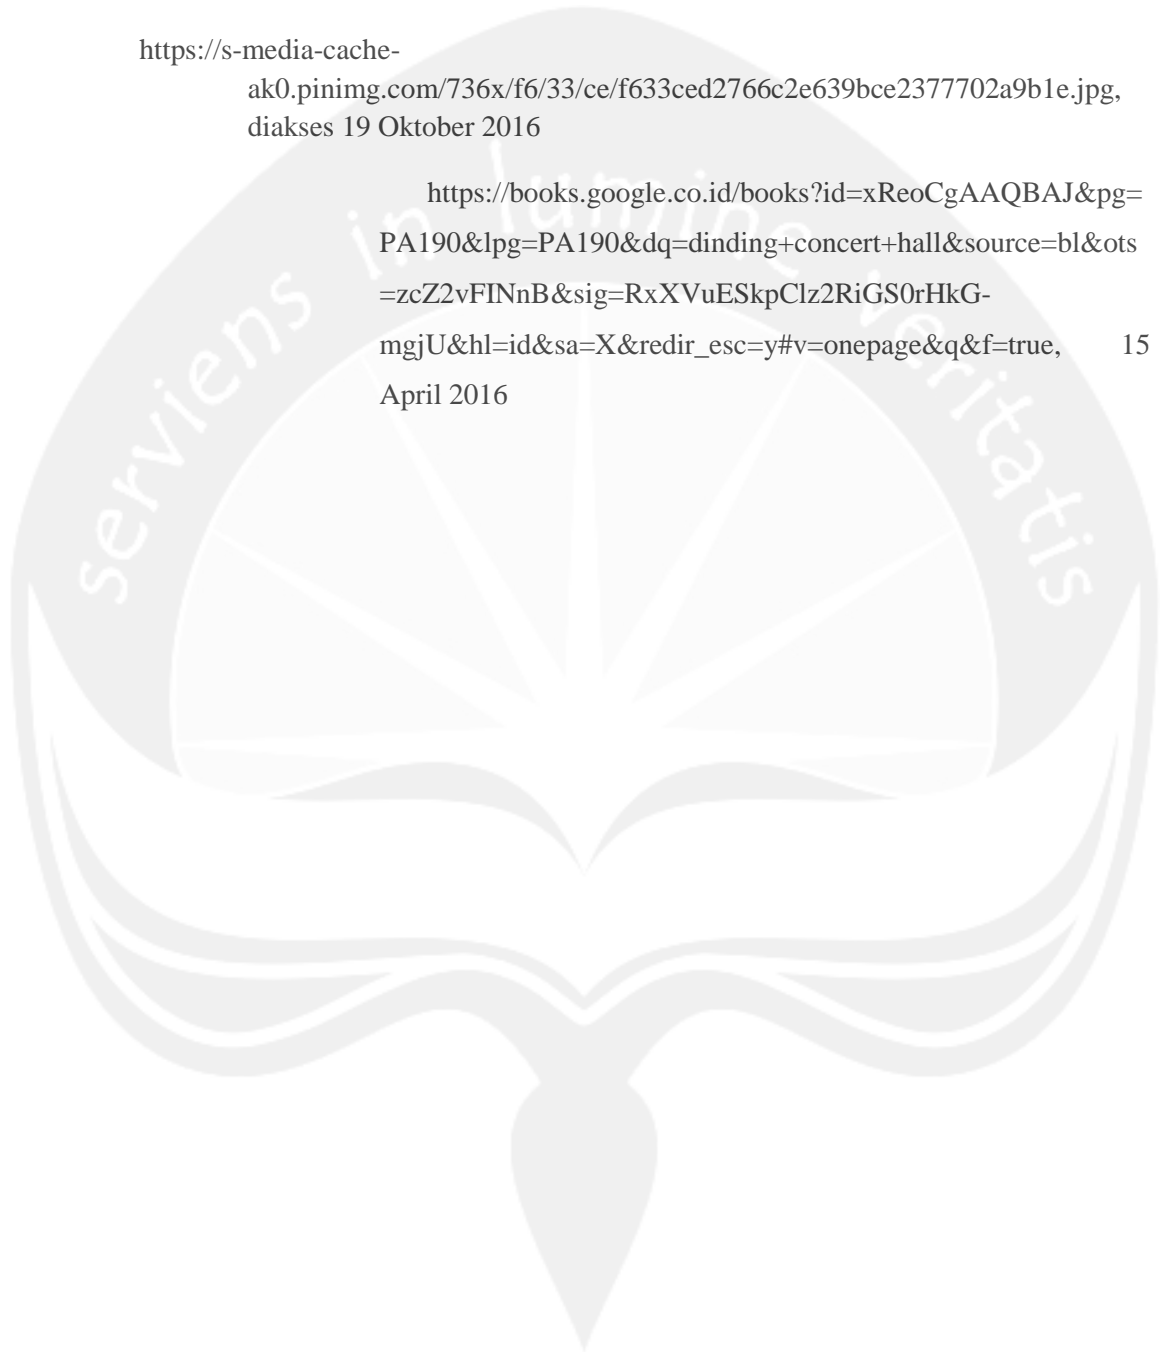 https://s-media-cache-
ak0.pinimg.com/736x/f6/33/ce/f633ced2766c2e639bce2377702a9b1e.jpg,
diakses 19 Oktober 2016
https://books.google.co.id/books?id=xReoCgAAQBAJ&pg=
PA190&lpg=PA190&dq=dinding+concert+hall&source=bl&ots
=zcZ2vFINnB&sig=RxXVuESkpClz2RiGS0rHkG-
mgjU&hl=id&sa=X&redir_esc=y#v=onepage&q&f=true, 15
April 2016
serviens in lumine veritatis